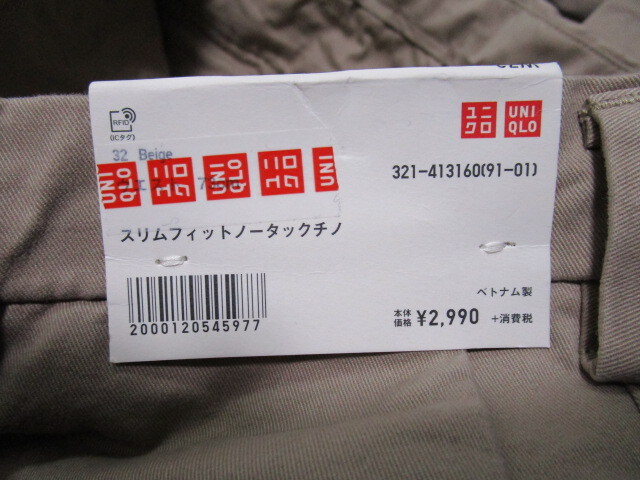 RFID
(ICタグ)
ユニ
クロ
UNI
QLO
32 Beige
321-413160(91-01)
UNI
QLO
ユニ
クロ
UNI
QLO
ユニ
クロ
UNI
スリムフィットノータックチノ
2000120545977
ベトナム製
本体
価格 ¥2,990 +消費税